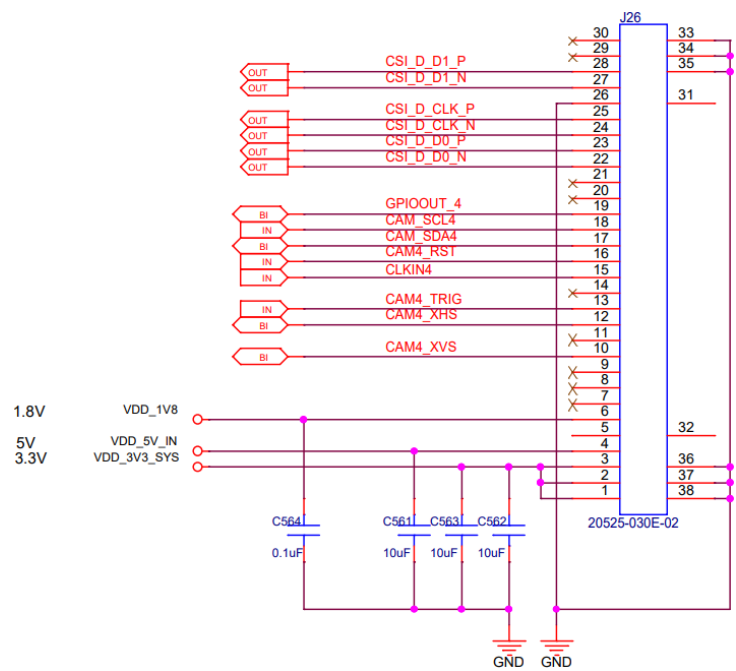 J26
30 33
29 34
CSI_D_D1_P 28 35
OUT CSI_D_D1_N 27
OUT 26 31
CSI_D_CLK_P 25
OUT CSI_D_CLK_N 24
OUT CSI_D_D0_P 23
OUT CSI_D_D0_N 22
OUT 21
20
GPIOOUT_4 19
BI CAM_SCL4 18
IN CAM_SDA4 17
BI CAM4_RST 16
IN CLKIN4 15
IN 14
CAM4_TRIG 13
IN CAM4_XHS 12
BI 11
CAM4_XVS 10
BI 9
8
7
1.8V VDD_1V8 6
5 32
5V VDD_5V_IN 4
3.3V VDD_3V3_SYS 3 36
2 37
1 38
C564 C561 C563 C562 20525-030E-02
0.1uF 10uF 10uF 10uF
GND GND